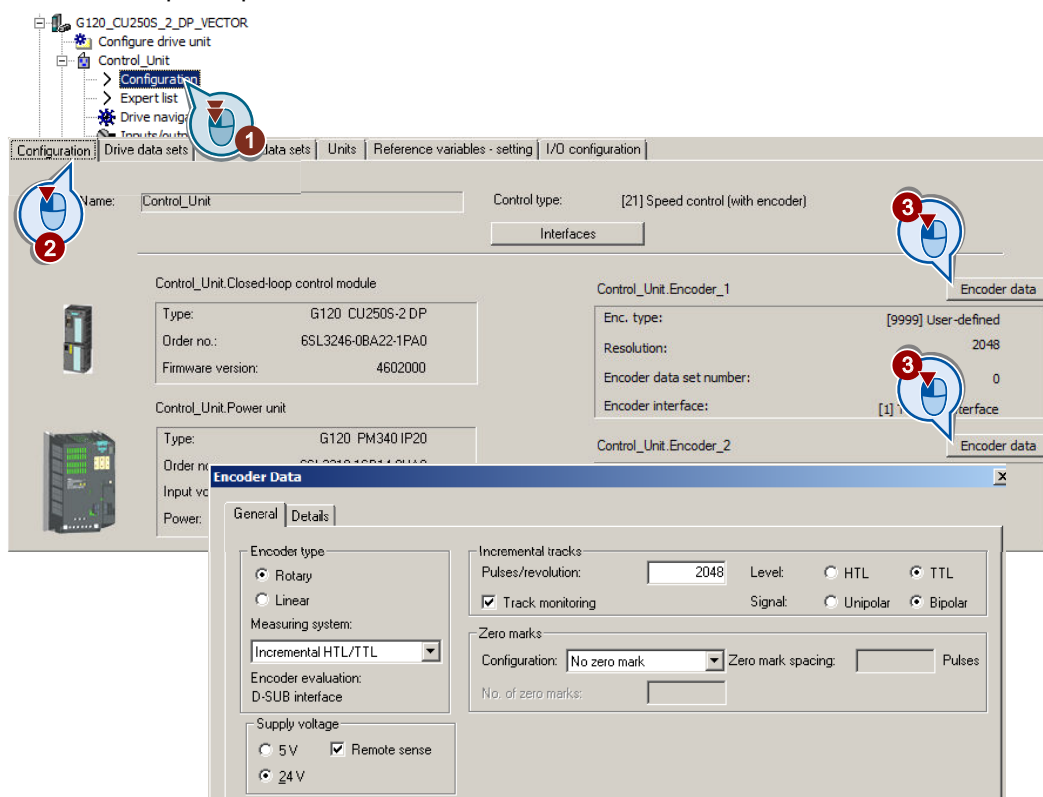 G120_CU250S_2_DP_VECTOR
Configure drive unit
Control_Unit
Configuration
Expert list
Drive naviga
1
Configuration Drive data sets data sets Units Reference variables - setting I/O configuration
Name: Control_Unit Control type: [21] Speed control (with encoder)
2
3
Interfaces
Control_Unit.Closed-loop control module
Control_Unit.Encoder_1 Encoder data
Type: G120 CU250S-2 DP
Enc. type: [9999] User-defined
Order no.: 6SL3246-0BA22-1PA0
Resolution: 2048
Firmware version: 4602000
3
Encoder data set number: 0
Control_Unit.Power unit
Encoder interface: [1] terface
Type: G120 PM340 IP20
Control_Unit.Encoder_2 Encoder data
Order no
Input vo
Power:
Encoder Data X
General Details
Encoder type
Rotary
Linear
Measuring system:
Incremental HTL/TTL
Encoder evaluation:
D-SUB interface
Supply voltage
5 V Remote sense
24 V
Incremental tracks
Pulses/revolution: 2048 Level: HTL TTL
Track monitoring Signal: Unipolar Bipolar
Zero marks
Configuration: No zero mark Zero mark spacing: Pulses
No. of zero marks: